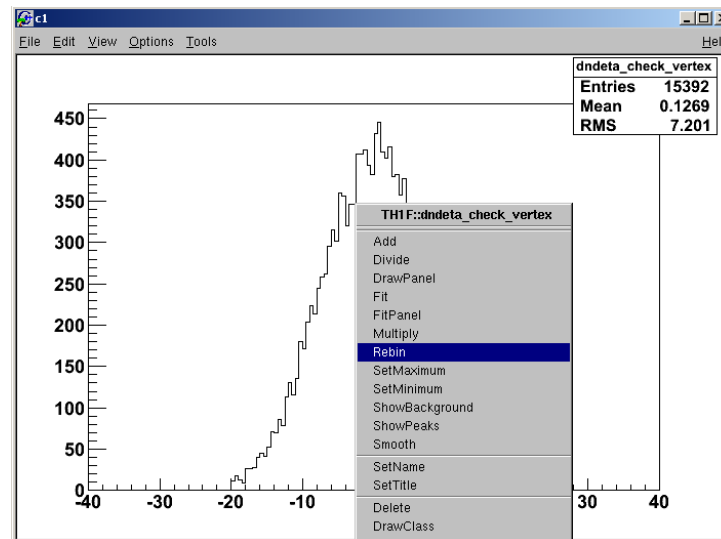 c1
File Edit View Options Tools
dndeta_check_vertex
Entries 15392
Mean 0.1269
RMS 7.201
450
400
350
300
250
200
150
100
50
0
-40 -30 -20 -10 30 40
TH1F::dndeta_check_vertex
Add
Divide
DrawPanel
Fit
FitPanel
Multiply
Rebin
SetMaximum
SetMinimum
ShowBackground
ShowPeaks
Smooth
SetName
SetTitle
Delete
DrawClass